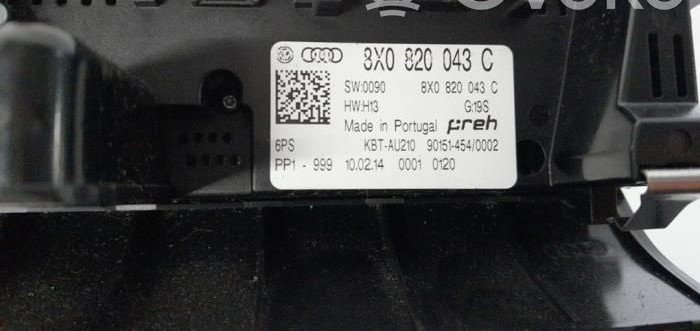 8X0 820 043 C
SW:0090 8X0 820 043 C
HW:H13 G:19S
Made in Portugal preh
6PS KBT-AU210 90151-454/0002
PP1 - 999 10.02.14 0001 0120